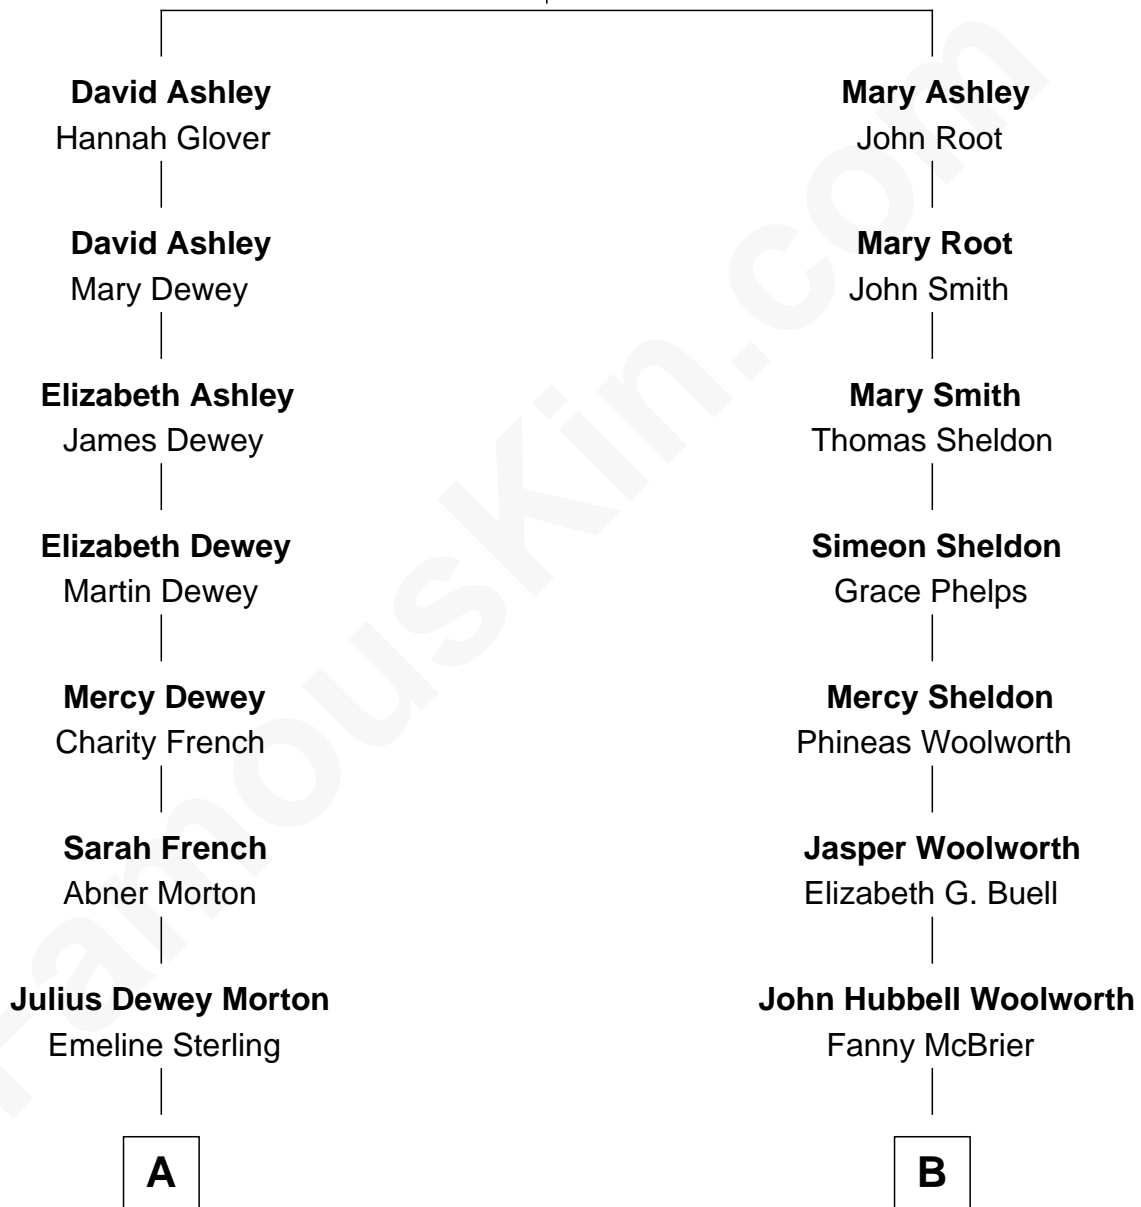 David Ashley
Hannah Glover
David Ashley
Mary Dewey
Elizabeth Ashley
James Dewey
Elizabeth Dewey
Martin Dewey
Mercy Dewey
Charity French
Sarah French
Abner Morton
Julius Dewey Morton
Emeline Sterling
A
Mary Ashley
John Root
Mary Root
John Smith
Mary Smith
Thomas Sheldon
Simeon Sheldon
Grace Phelps
Mercy Sheldon
Phineas Woolworth
Jasper Woolworth
Elizabeth G. Buell
John Hubbell Woolworth
Fanny McBrier
B
FamousKin.com